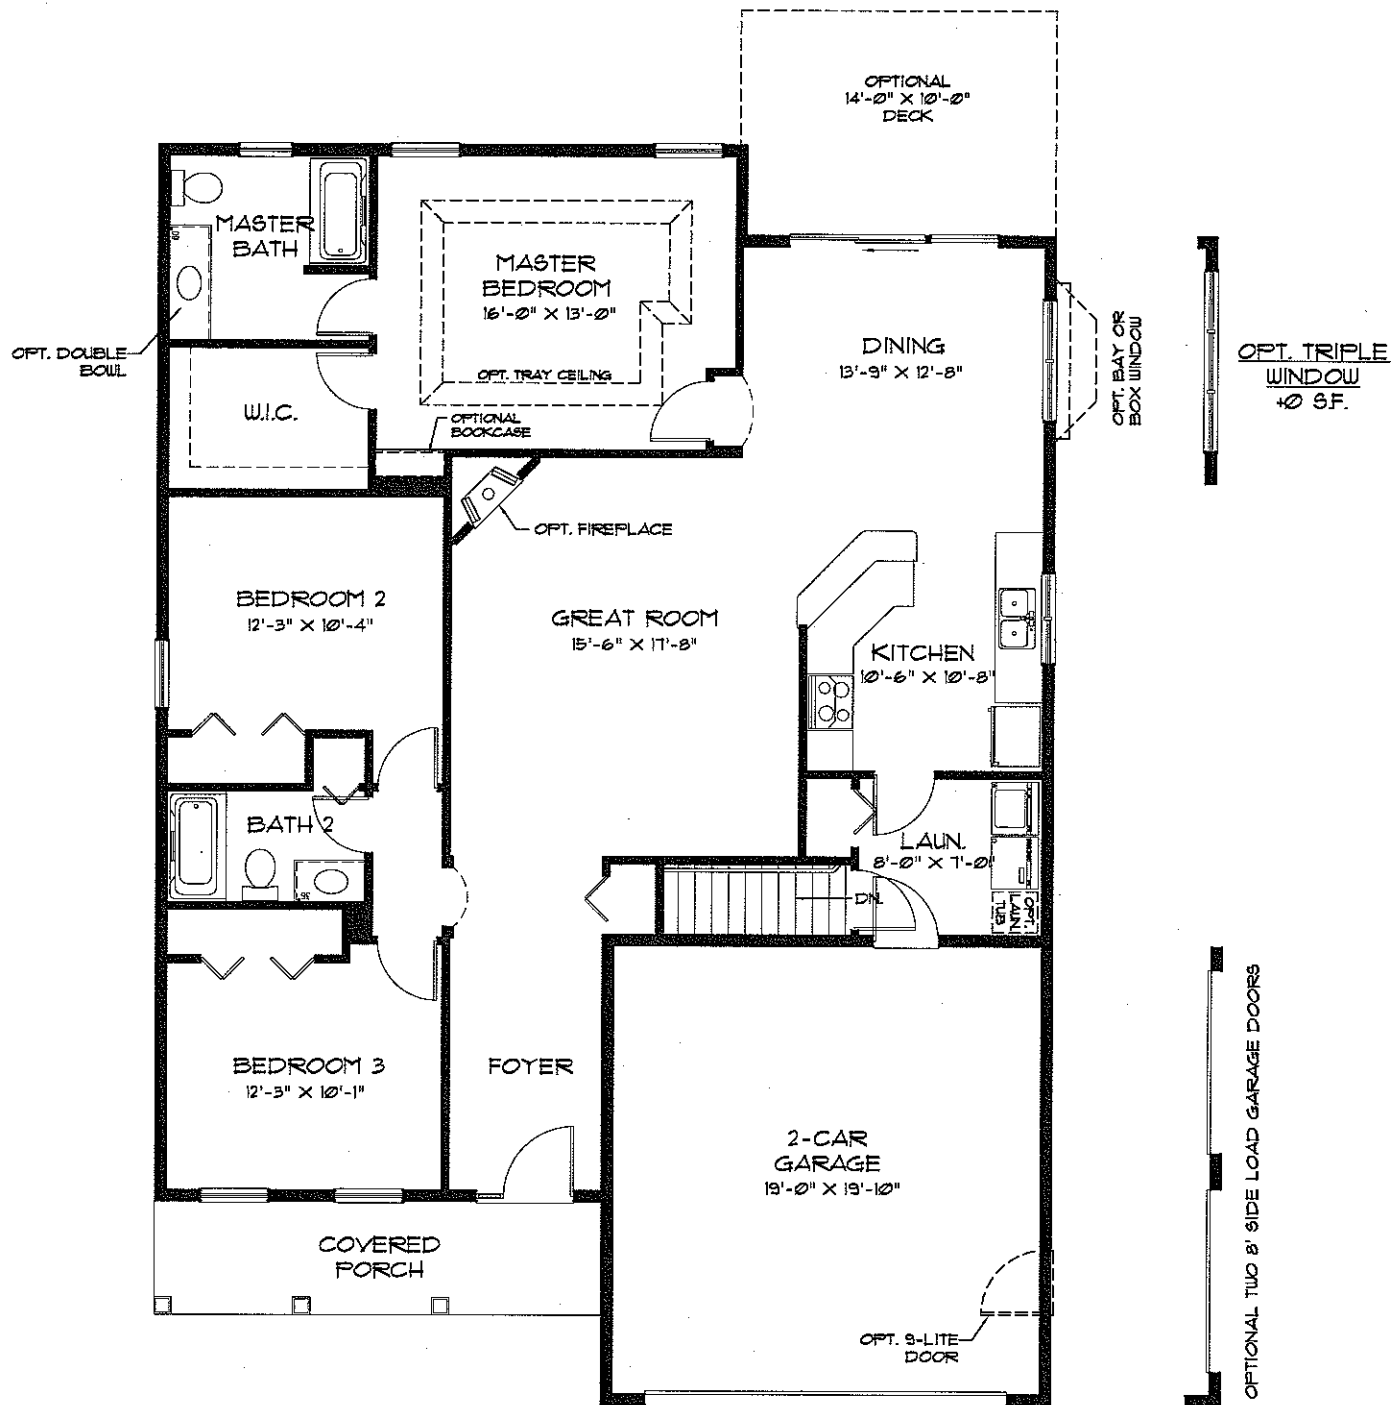 OPTIONAL
14'-0" X 10'-0"
DECK
MASTER
BATH
MASTER
BEDROOM
16'-0" X 13'-0"
OPT. TRAY CEILING
OPT. DOUBLE
BOWL
W.I.C.
OPTIONAL
BOOKCASE
DINING
13'-9" X 12'-8"
OPT. BAY OR
BOX WINDOW
OPT. TRIPLE
WINDOW
+0 S.F.
OPT. FIREPLACE
BEDROOM 2
12'-3" X 10'-4"
GREAT ROOM
15'-6" X 17'-8"
KITCHEN
10'-6" X 10'-8"
BATH 2
36
LAUN.
8'-0" X 7'-0"
DN.
OPT.
LAUN.
TUB
BEDROOM 3
12'-3" X 10'-1"
FOYER
2-CAR
GARAGE
19'-0" X 19'-10"
COVERED
PORCH
OPT. 9-LITE
DOOR
OPTIONAL TWO 8' SIDE LOAD GARAGE DOORS